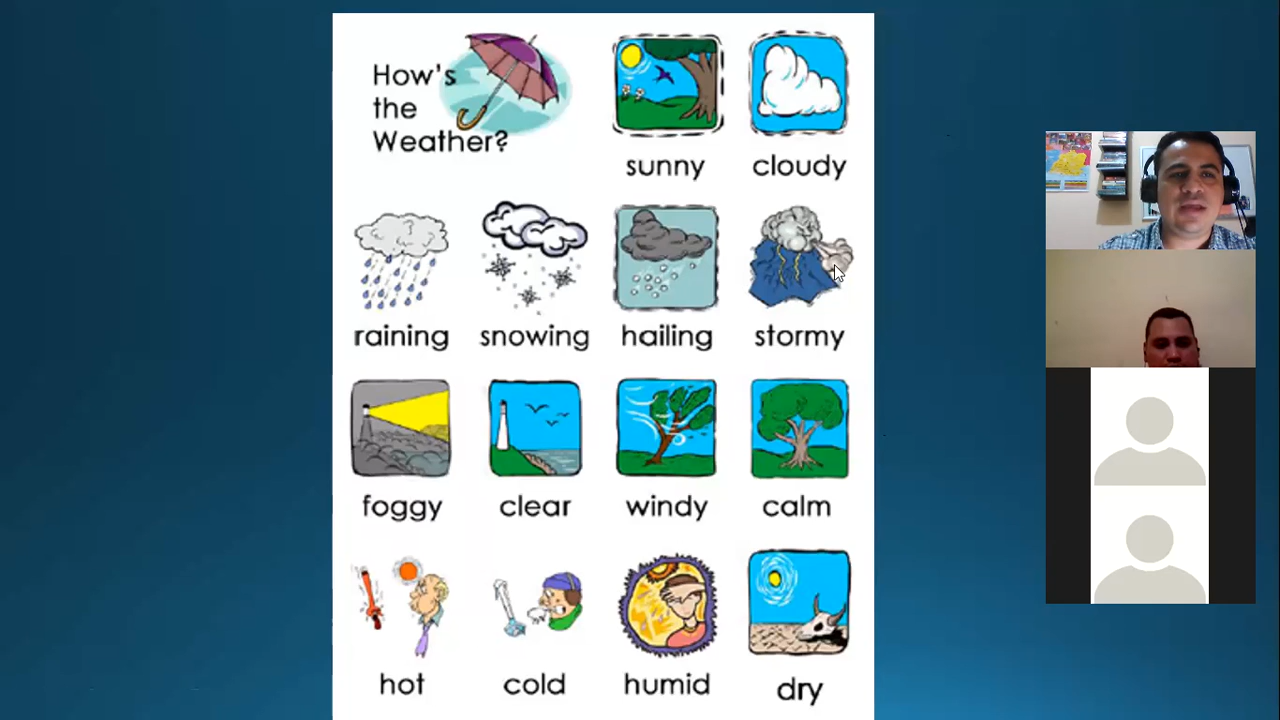 How's
the
Weather?
sunny cloudy
raining snowing hailing stormy
foggy clear windy calm
hot cold humid dry